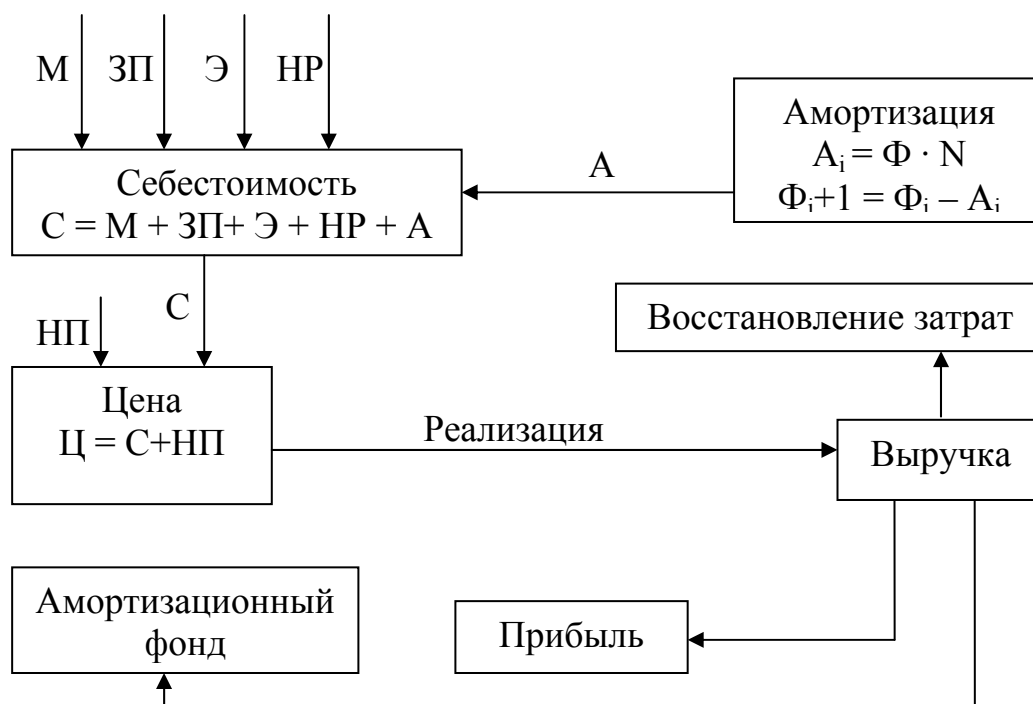 М ЗП Э НР
Амортизация
Aᵢ = Ф · N
Фᵢ+1 = Фᵢ – Aᵢ
А
Себестоимость
С = М + ЗП+ Э + НР + А
С
НП
Восстановление затрат
Цена
Ц = С+НП
Реализация
Выручка
Амортизационный
фонд
Прибыль